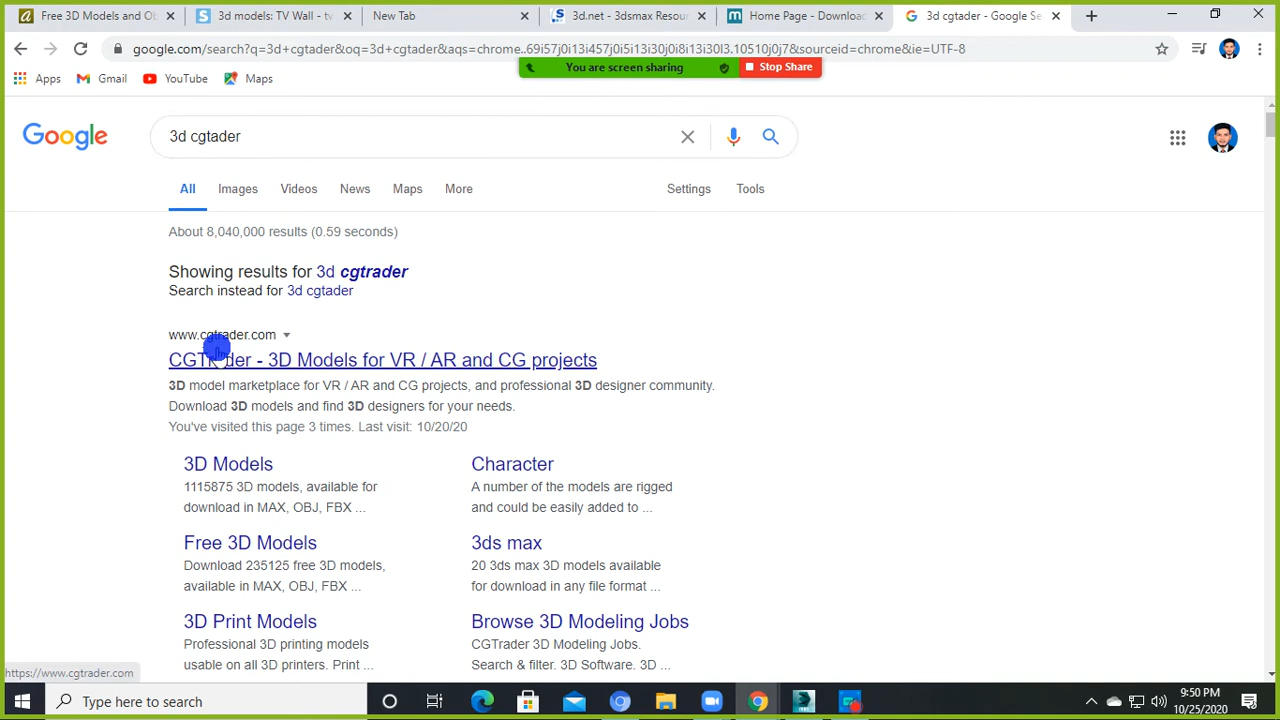 Free 3D Models and Ob
3d models: TV Wall - tv
New Tab
3d.net - 3dsmax Resour
Home Page - Download
3d cgtader - Google Se
google.com/search?q=3d+cgtader&oq=3d+cgtader&aqs=chrome..69i57j0i13i457j0i5i13i30j0i8i13i30l3.10510j0j7&sourceid=chrome&ie=UTF-8
Apps
Gmail
YouTube
Maps
You are screen sharing
Stop Share
Google
3d cgtader
All
Images
Videos
News
Maps
More
Settings
Tools
About 8,040,000 results (0.59 seconds)
Showing results for 3d cgtrader
Search instead for 3d cgtader
www.cgtrader.com
CGTrader - 3D Models for VR / AR and CG projects
3D model marketplace for VR / AR and CG projects, and professional 3D designer community.
Download 3D models and find 3D designers for your needs.
You've visited this page 3 times. Last visit: 10/20/20
3D Models
1115875 3D models, available for
download in MAX, OBJ, FBX ...
Character
A number of the models are rigged
and could be easily added to ...
Free 3D Models
Download 235125 free 3D models,
available in MAX, OBJ, FBX ...
3ds max
20 3ds max 3D models available
for download in any file format ...
3D Print Models
Professional 3D printing models
usable on all 3D printers. Print ...
Browse 3D Modeling Jobs
CGTrader 3D Modeling Jobs.
Search & filter. 3D Software. 3D ...
https://www.cgtrader.com
Type here to search
9:50 PM
10/25/2020